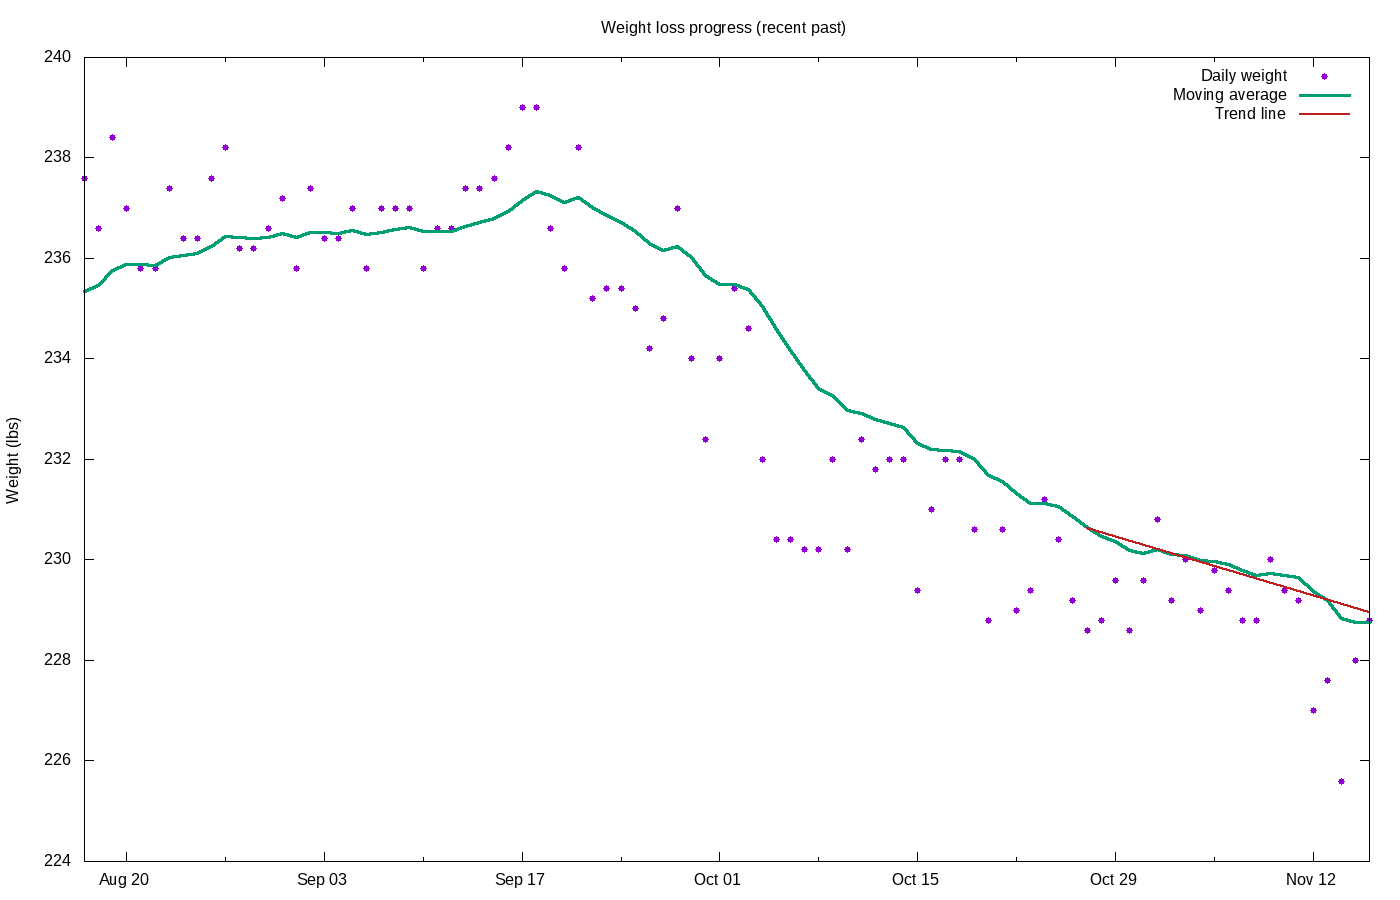 Weight loss progress (recent past)
Daily weight
Moving average
Trend line
Weight (lbs)
240
238
236
234
232
230
228
226
224
Aug 20
Sep 03
Sep 17
Oct 01
Oct 15
Oct 29
Nov 12